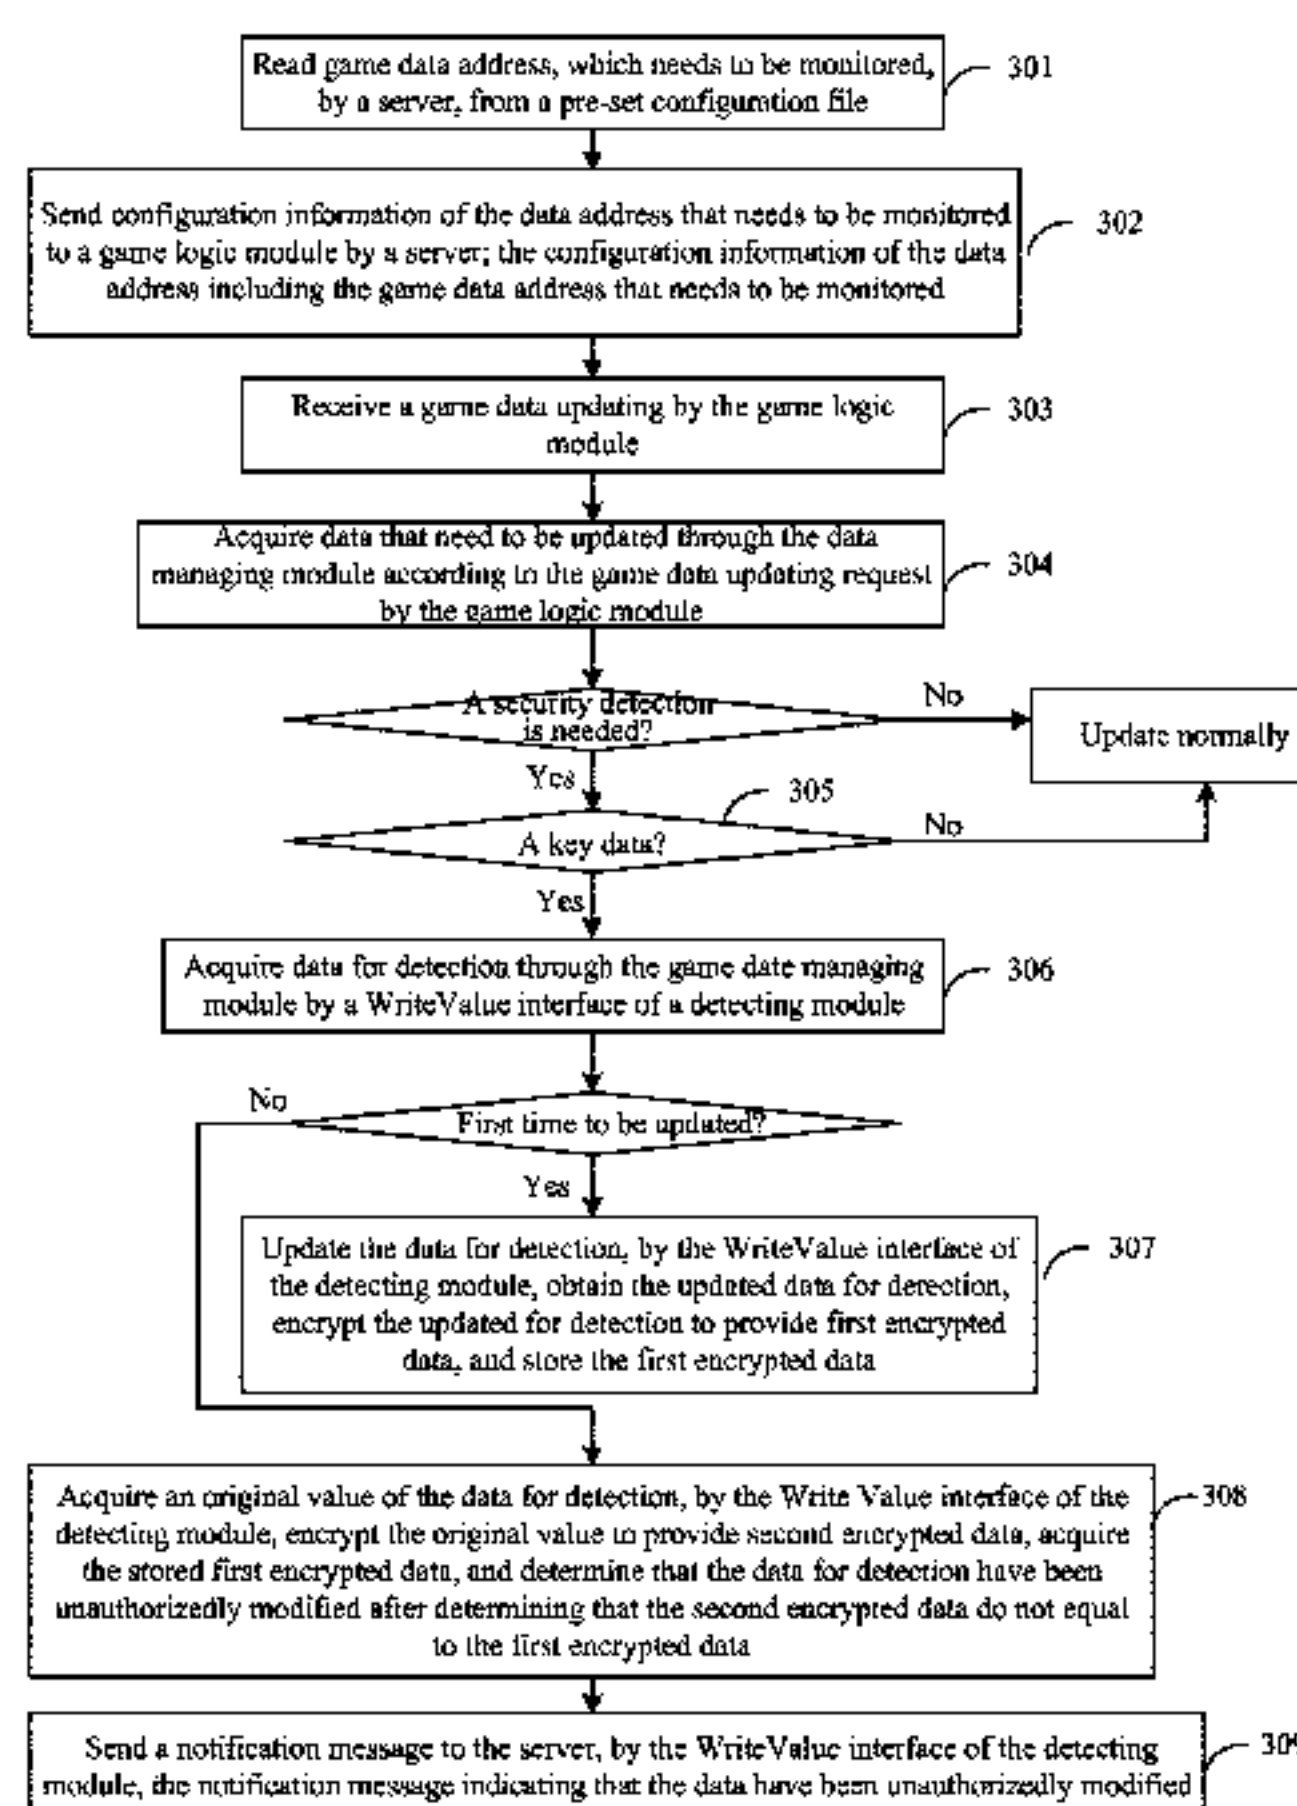 Read game data address, which needs to be monitored,
by a server, from a pre-set configuration file
301
Send configuration information of the data address that needs to be monitored
to a game logic module by a server; the configuration information of the data
address including the game data address that needs to be monitored
302
Receive a game data updating by the game logic
module
303
Acquire data that need to be updated through the data
managing module according to the game data updating request
by the game logic module
304
A security detection
is needed?
No
Update normally
Yes
305
A key data?
No
Yes
Acquire data for detection through the game date managing
module by a WriteValue interface of a detecting module
306
No
First time to be updated?
Yes
Update the data for detection, by the WriteValue interface of
the detecting module, obtain the updated data for detection,
encrypt the updated for detection to provide first encrypted
data, and store the first encrypted data
307
Acquire an original value of the data for detection, by the Write Value interface of the
detecting module, encrypt the original value to provide second encrypted data, acquire
the stored first encrypted data, and determine that the data for detection have been
unauthorizedly modified after determining that the second encrypted data do not equal
to the first encrypted data
308
Send a notification message to the server, by the WriteValue interface of the detecting
module, the notification message indicating that the data have been unauthorizedly modified
309